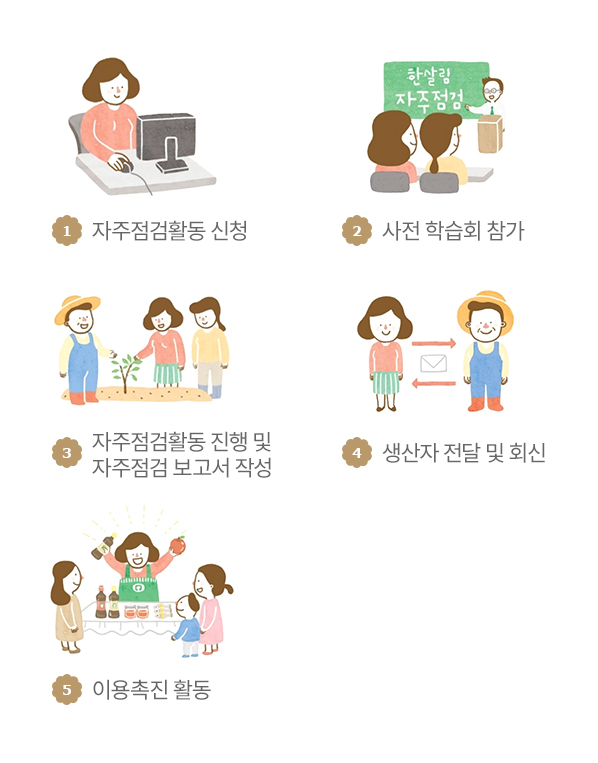 한살림
자주점검
1 자주점검활동 신청
2 사전 학습회 참가
3 자주점검활동 진행 및
자주점검 보고서 작성
4 생산자 전달 및 회신
5 이용촉진 활동